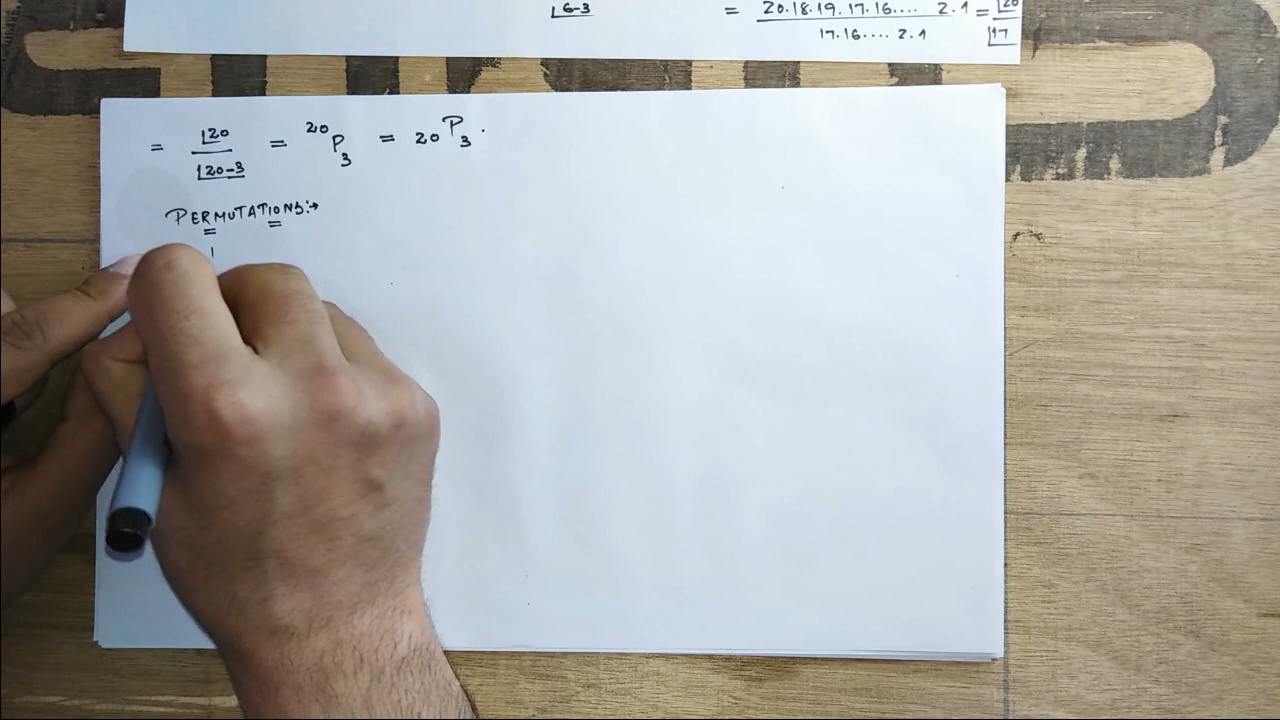 ⌊6-3 = 20.18.19.17.16.... 2.1 / 17.16.... 2.1 = ⌊20 / ⌊17
= ⌊20 / ⌊20-3 = ²⁰P₃ = ₂₀P₃.
PERMUTATIONS:→